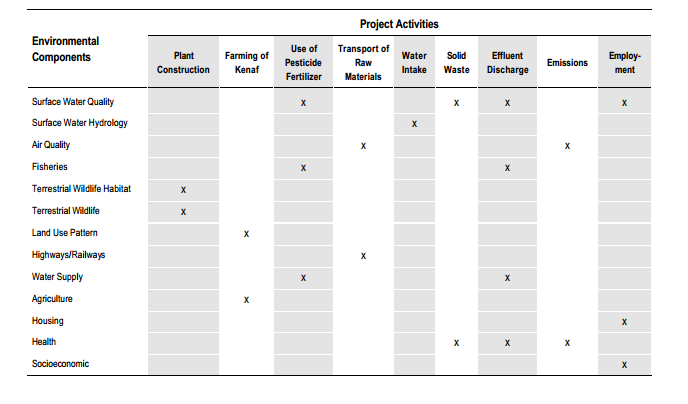 Project Activities
Environmental Components
Plant Construction
Farming of Kenaf
Use of Pesticide Fertilizer
Transport of Raw Materials
Water Intake
Solid Waste
Effluent Discharge
Emissions
Employ-ment
Surface Water Quality x x x x
Surface Water Hydrology x
Air Quality x x
Fisheries x x
Terrestrial Wildlife Habitat x
Terrestrial Wildlife x
Land Use Pattern x
Highways/Railways x
Water Supply x x
Agriculture x
Housing x
Health x x x
Socioeconomic x